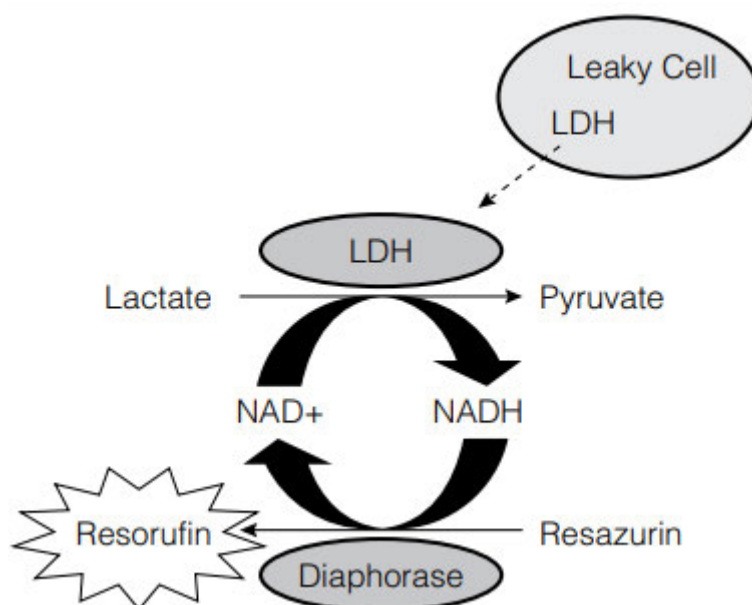 Leaky Cell
LDH
LDH
Lactate
Pyruvate
NAD+
NADH
Resorufin
Resazurin
Diaphorase